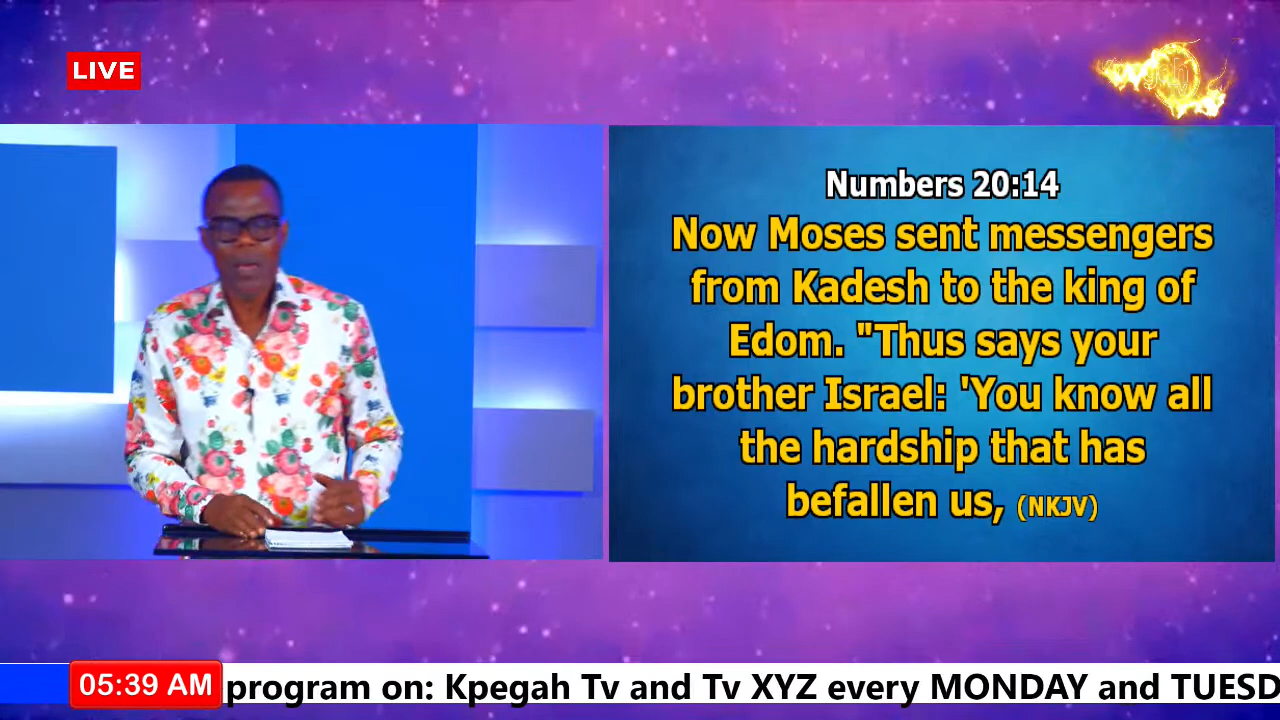 LIVE
Numbers 20:14
Now Moses sent messengers
from Kadesh to the king of
Edom. "Thus says your
brother Israel: 'You know all
the hardship that has
befallen us, (NKJV)
05:39 AM program on: Kpegah Tv and Tv XYZ every MONDAY and TUESD